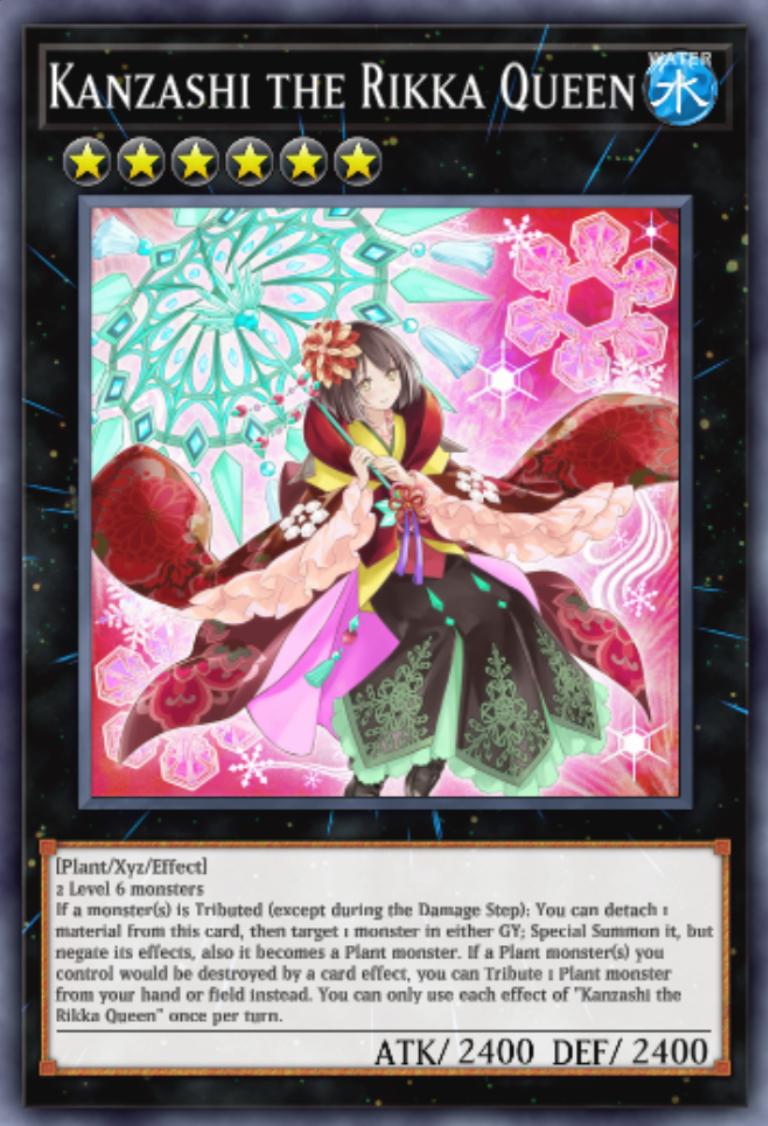 KANZASHI THE RIKKA QUEEN
WATER
水
[Plant/Xyz/Effect]
2 Level 6 monsters
If a monster(s) is Tributed (except during the Damage Step): You can detach 1
material from this card, then target 1 monster in either GY; Special Summon it, but
negate its effects, also it becomes a Plant monster. If a Plant monster(s) you
control would be destroyed by a card effect, you can Tribute 1 Plant monster
from your hand or field instead. You can only use each effect of "Kanzashi the
Rikka Queen" once per turn.
ATK/ 2400 DEF/ 2400